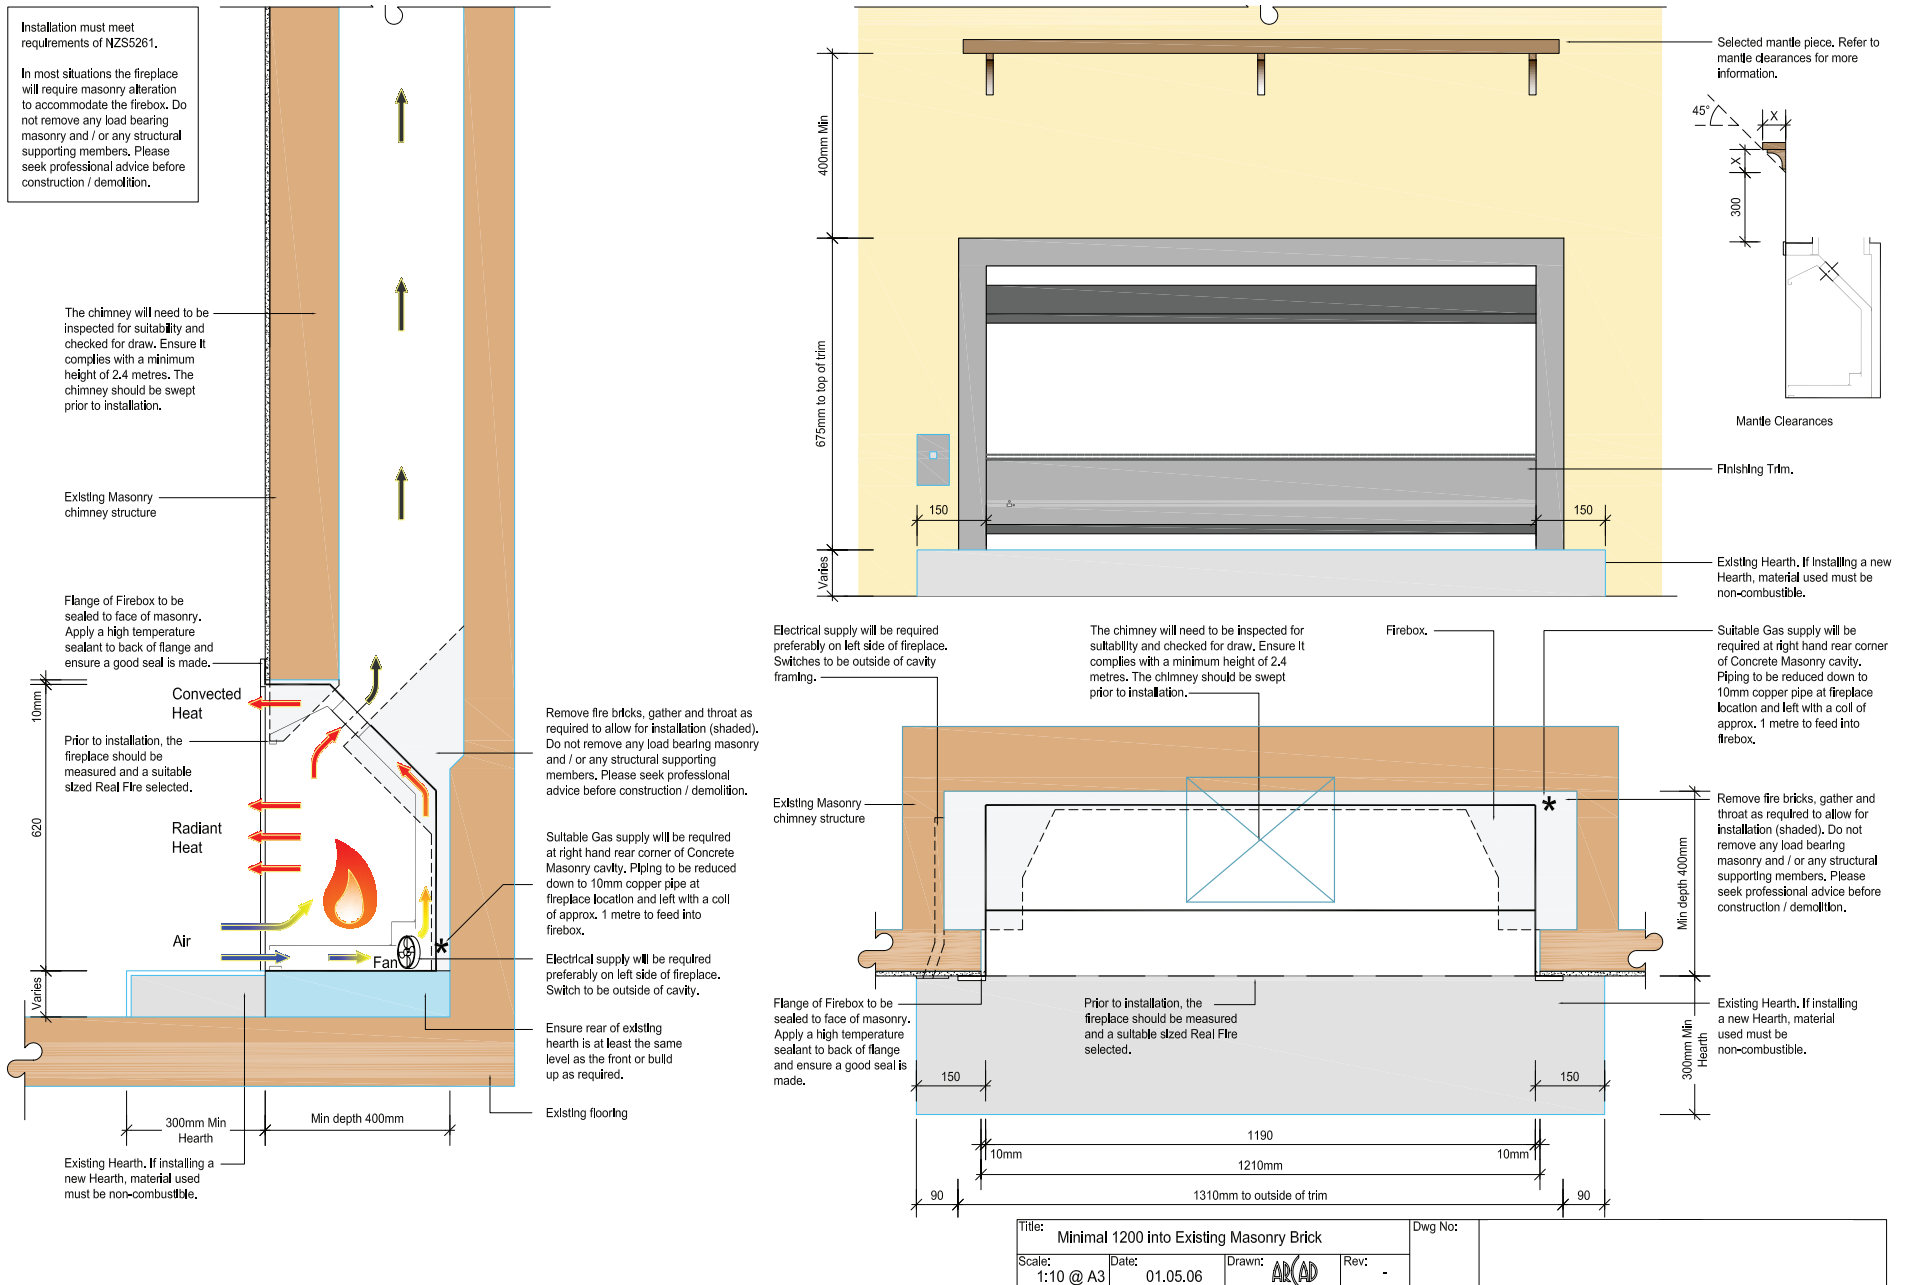 Installation must meet
requirements of NZS5261.
In most situations the fireplace
will require masonry alteration
to accommodate the firebox. Do
not remove any load bearing
masonry and / or any structural
supporting members. Please
seek professional advice before
construction / demolition.
The chimney will need to be
inspected for suitability and
checked for draw. Ensure it
complies with a minimum
height of 2.4 metres. The
chimney should be swept
prior to installation.
Existing Masonry
chimney structure
Flange of Firebox to be
sealed to face of masonry.
Apply a high temperature
sealant to back of flange and
ensure a good seal is made.
10mm
Convected
Heat
Prior to installation, the
fireplace should be
measured and a suitable
sized Real Fire selected.
620
Radiant
Heat
Air
Fan
Varies
300mm Min
Hearth
Min depth 400mm
Existing Hearth. If installing a
new Hearth, material used
must be non-combustible.
Remove fire bricks, gather and throat as
required to allow for installation (shaded).
Do not remove any load bearing masonry
and / or any structural supporting
members. Please seek professional
advice before construction / demolition.
Suitable Gas supply will be required
at right hand rear corner of Concrete
Masonry cavity. Piping to be reduced
down to 10mm copper pipe at
fireplace location and left with a coil
of approx. 1 metre to feed into
firebox.
*
Electrical supply will be required
preferably on left side of fireplace.
Switch to be outside of cavity.
Ensure rear of existing
hearth is at least the same
level as the front or build
up as required.
Existing flooring
400mm Min
675mm to top of trim
Varies
150
150
Selected mantle piece. Refer to
mantle clearances for more
information.
45°
X
X
300
Mantle Clearances
Finishing Trim.
Existing Hearth. If installing a new
Hearth, material used must be
non-combustible.
Electrical supply will be required
preferably on left side of fireplace.
Switches to be outside of cavity
framing.
The chimney will need to be inspected for
suitability and checked for draw. Ensure it
complies with a minimum height of 2.4
metres. The chimney should be swept
prior to installation.
Firebox.
Suitable Gas supply will be
required at right hand rear corner
of Concrete Masonry cavity.
Piping to be reduced down to
10mm copper pipe at fireplace
location and left with a coil of
approx. 1 metre to feed into
firebox.
Existing Masonry
chimney structure
*
Remove fire bricks, gather and
throat as required to allow for
installation (shaded). Do not
remove any load bearing
masonry and / or any structural
supporting members. Please
seek professional advice before
construction / demolition.
Min depth 400mm
Flange of Firebox to be
sealed to face of masonry.
Apply a high temperature
sealant to back of flange
and ensure a good seal is
made.
Prior to installation, the
fireplace should be measured
and a suitable sized Real Fire
selected.
Existing Hearth. If installing
a new Hearth, material
used must be
non-combustible.
300mm Min
Hearth
150
150
1190
10mm
10mm
1210mm
90
1310mm to outside of trim
90
Title:
Minimal 1200 into Existing Masonry Brick
Dwg No:
Scale:
1:10 @ A3
Date:
01.05.06
Drawn:
ARCAD
Rev:
-